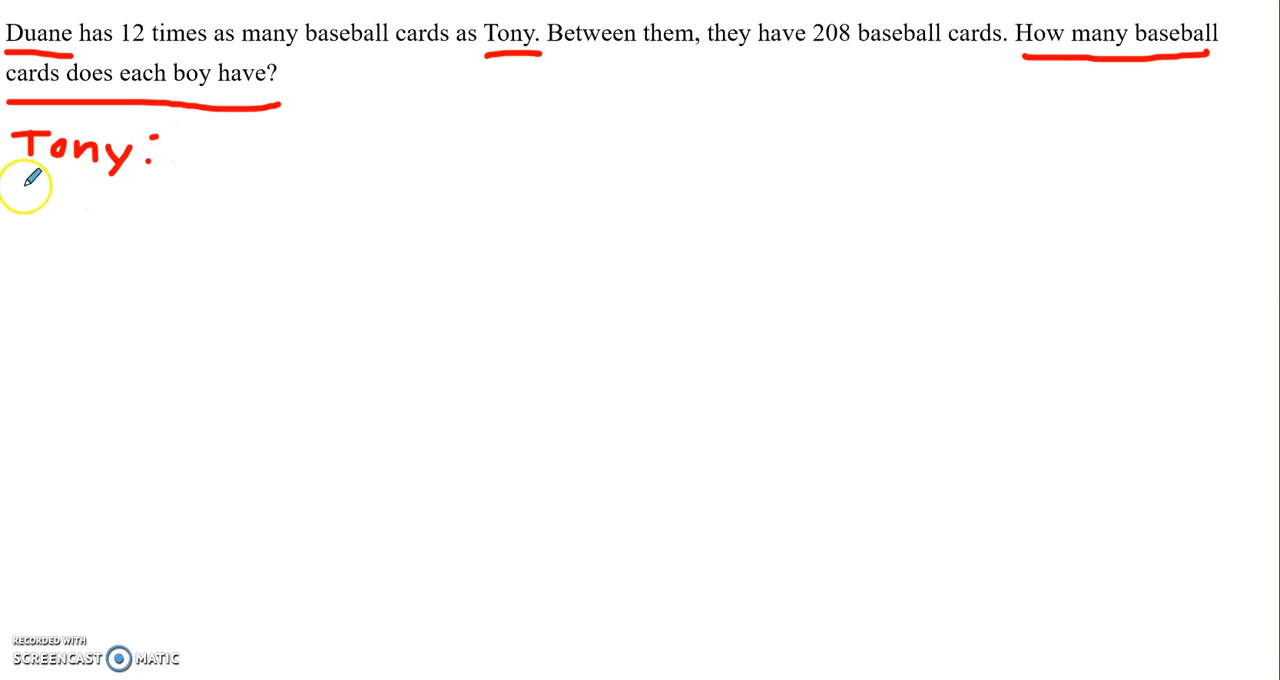 Duane has 12 times as many baseball cards as Tony. Between them, they have 208 baseball cards. How many baseball
cards does each boy have?
Tony:
RECORDED WITH
SCREENCAST MATIC